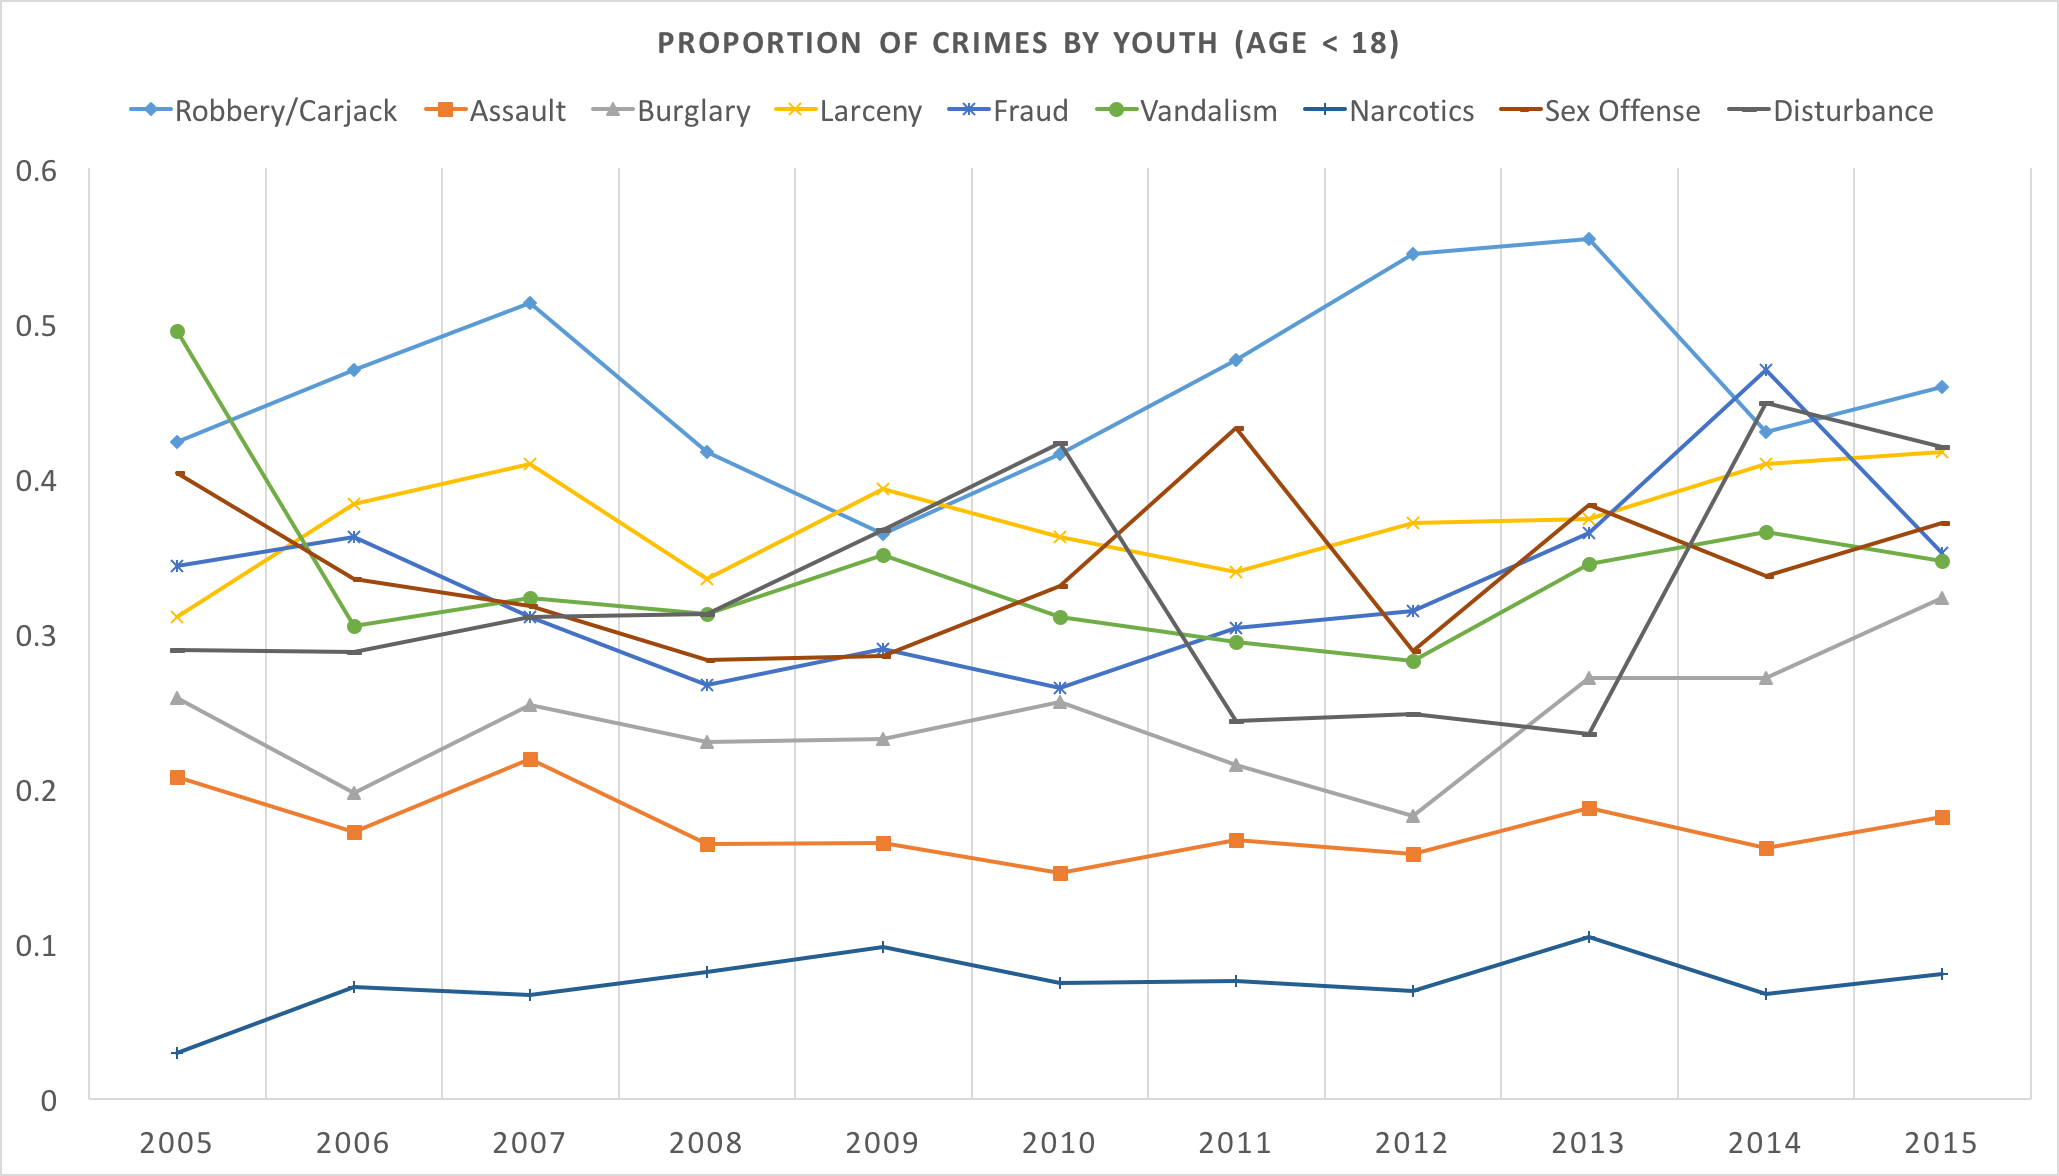 PROPORTION OF CRIMES BY YOUTH (AGE < 18)
Robbery/Carjack Assault Burglary Larceny Fraud Vandalism Narcotics Sex Offense Disturbance
0.6
0.5
0.4
0.3
0.2
0.1
0
2005 2006 2007 2008 2009 2010 2011 2012 2013 2014 2015